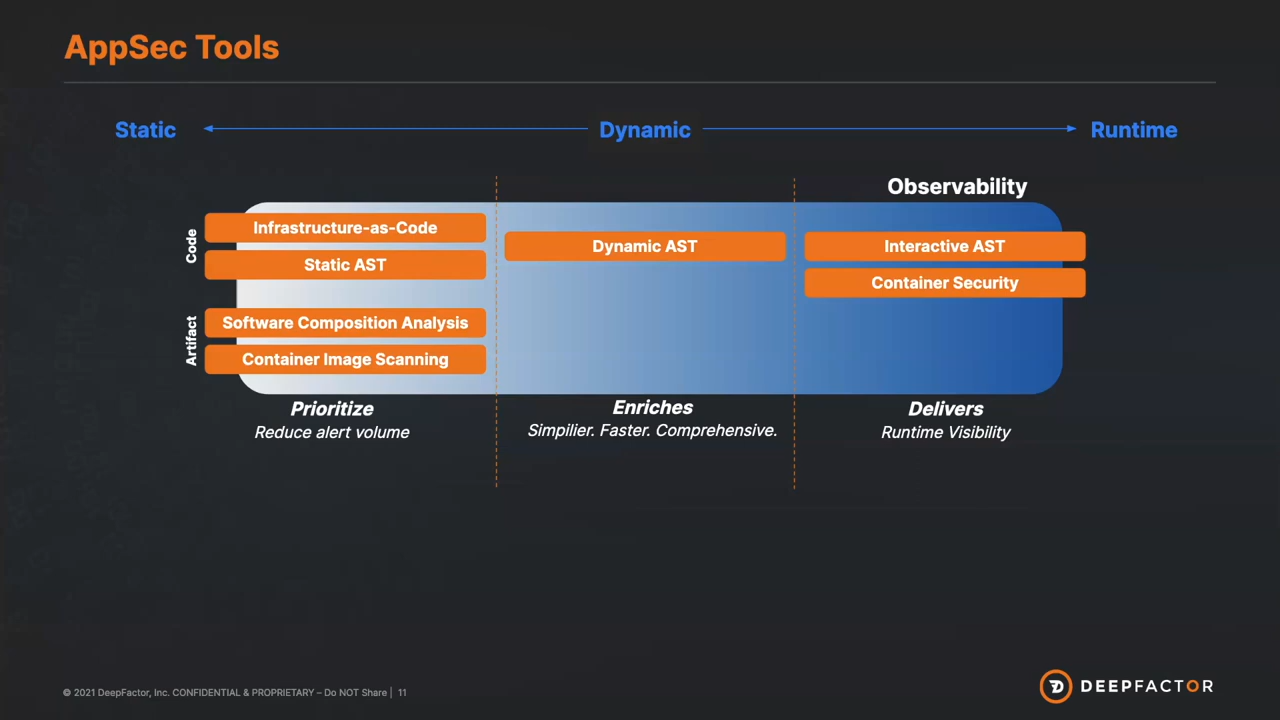 AppSec Tools
Static
Dynamic
Runtime
Observability
Code
Infrastructure-as-Code
Static AST
Dynamic AST
Interactive AST
Container Security
Artifact
Software Composition Analysis
Container Image Scanning
Prioritize
Reduce alert volume
Enriches
Simpilier. Faster. Comprehensive.
Delivers
Runtime Visibility
© 2021 DeepFactor, Inc. CONFIDENTIAL & PROPRIETARY – Do NOT Share | 11
DEEPFACTOR